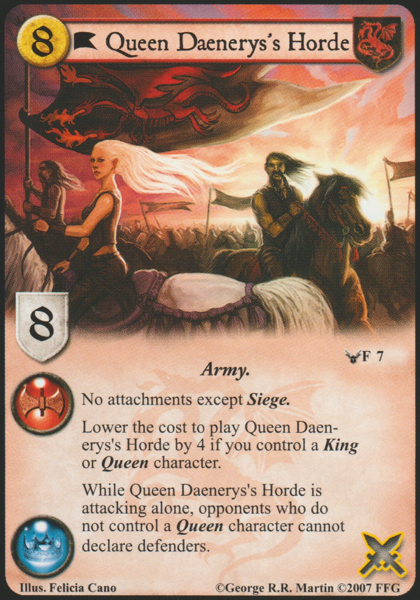 8 Queen Daenerys's Horde
8
F 7
Army.
No attachments except Siege.
Lower the cost to play Queen Daen-
erys's Horde by 4 if you control a King
or Queen character.
While Queen Daenerys's Horde is
attacking alone, opponents who do
not control a Queen character cannot
declare defenders.
Illus. Felicia Cano ©George R.R. Martin ©2007 FFG